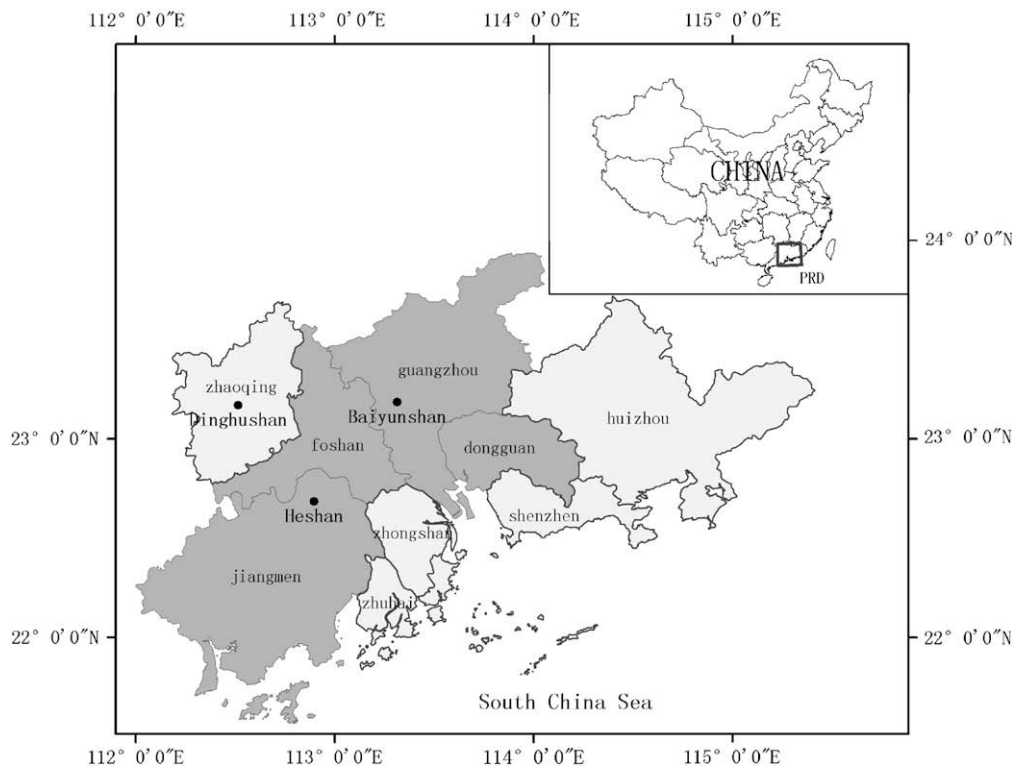 112° 0'0"E
113° 0'0"E
114° 0'0"E
115° 0'0"E
CHINA
PRD
24° 0'0"N
guangzhou
zhaoqing
Dinghushan
Baiyunshan
huizhou
23° 0'0"N
foshan
dongguan
23° 0'0"N
Heshan
shenzhen
zhongshan
jiangmen
zhuhai
22° 0'0"N
22° 0'0"N
South China Sea
112° 0'0"E
113° 0'0"E
114° 0'0"E
115° 0'0"E